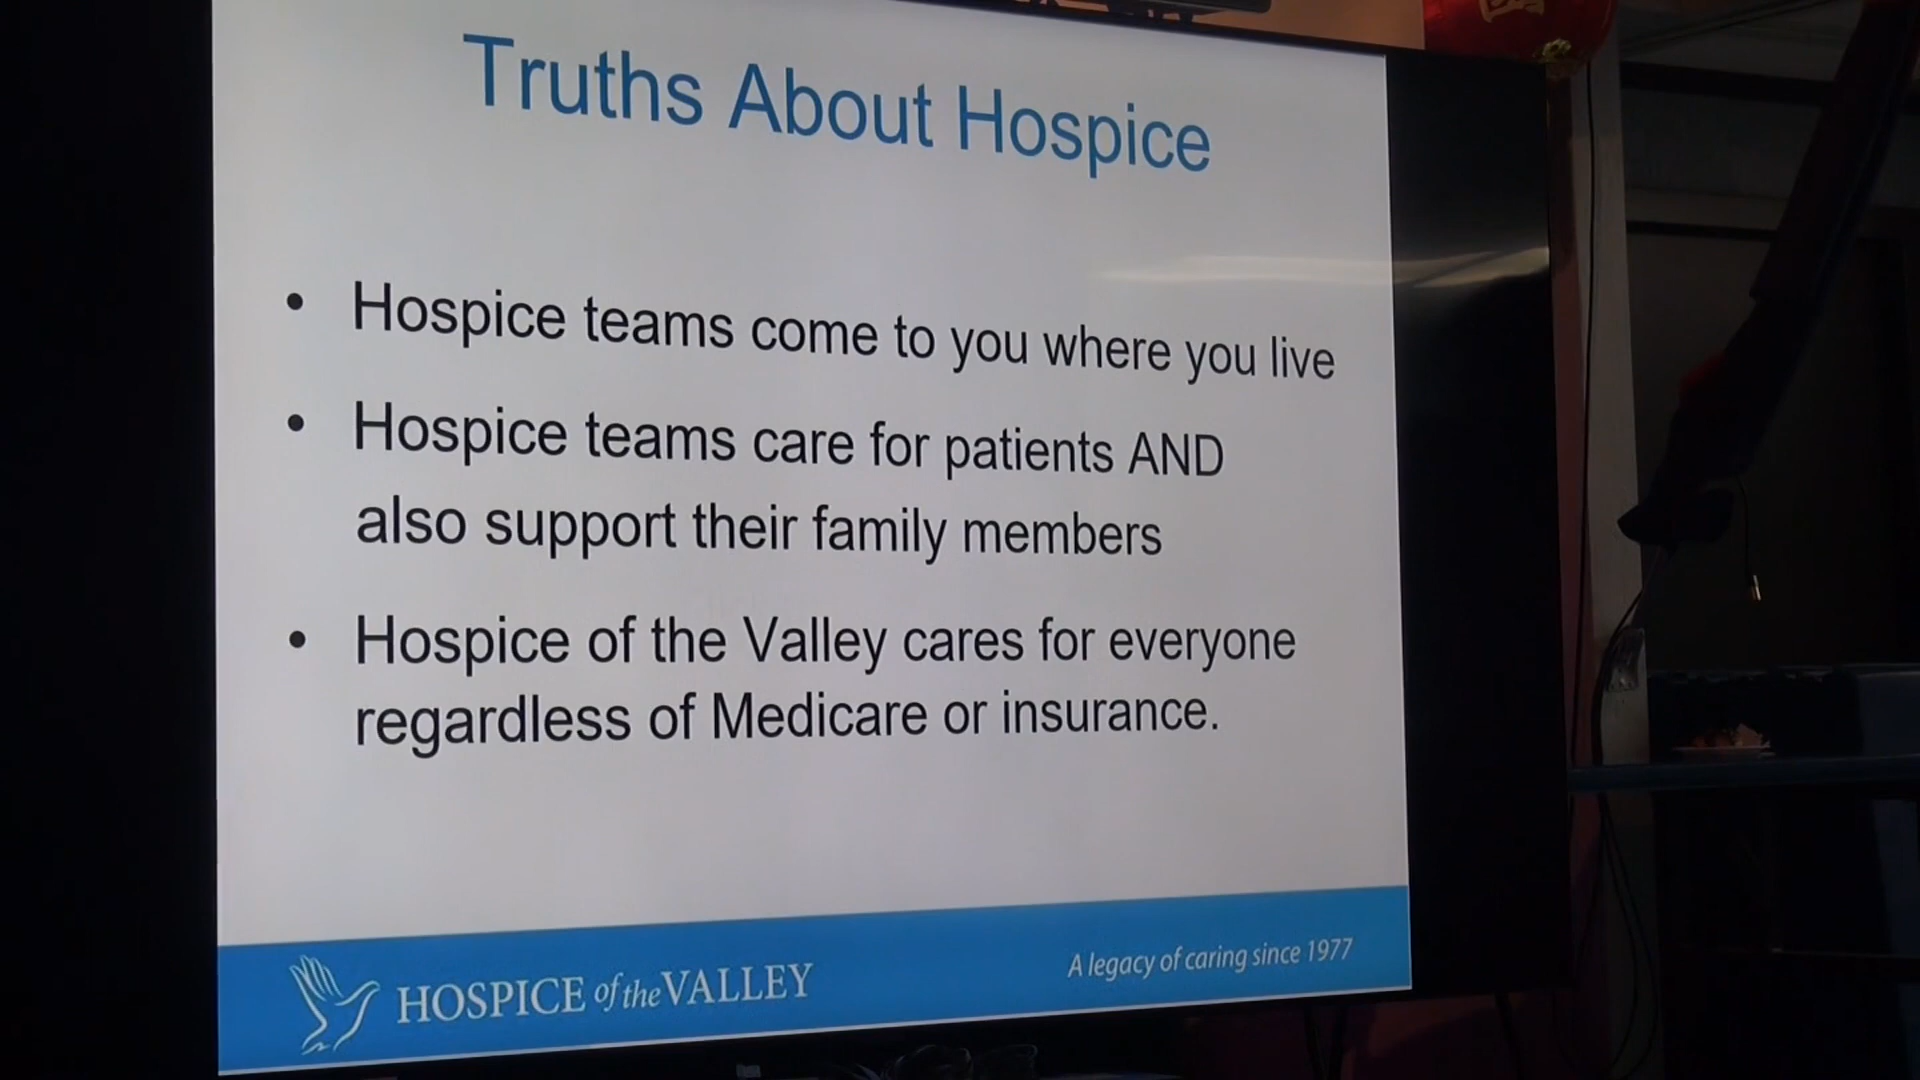 Truths About Hospice
• Hospice teams come to you where you live
• Hospice teams care for patients AND
also support their family members
• Hospice of the Valley cares for everyone
regardless of Medicare or insurance.
HOSPICE of the VALLEY
A legacy of caring since 1977